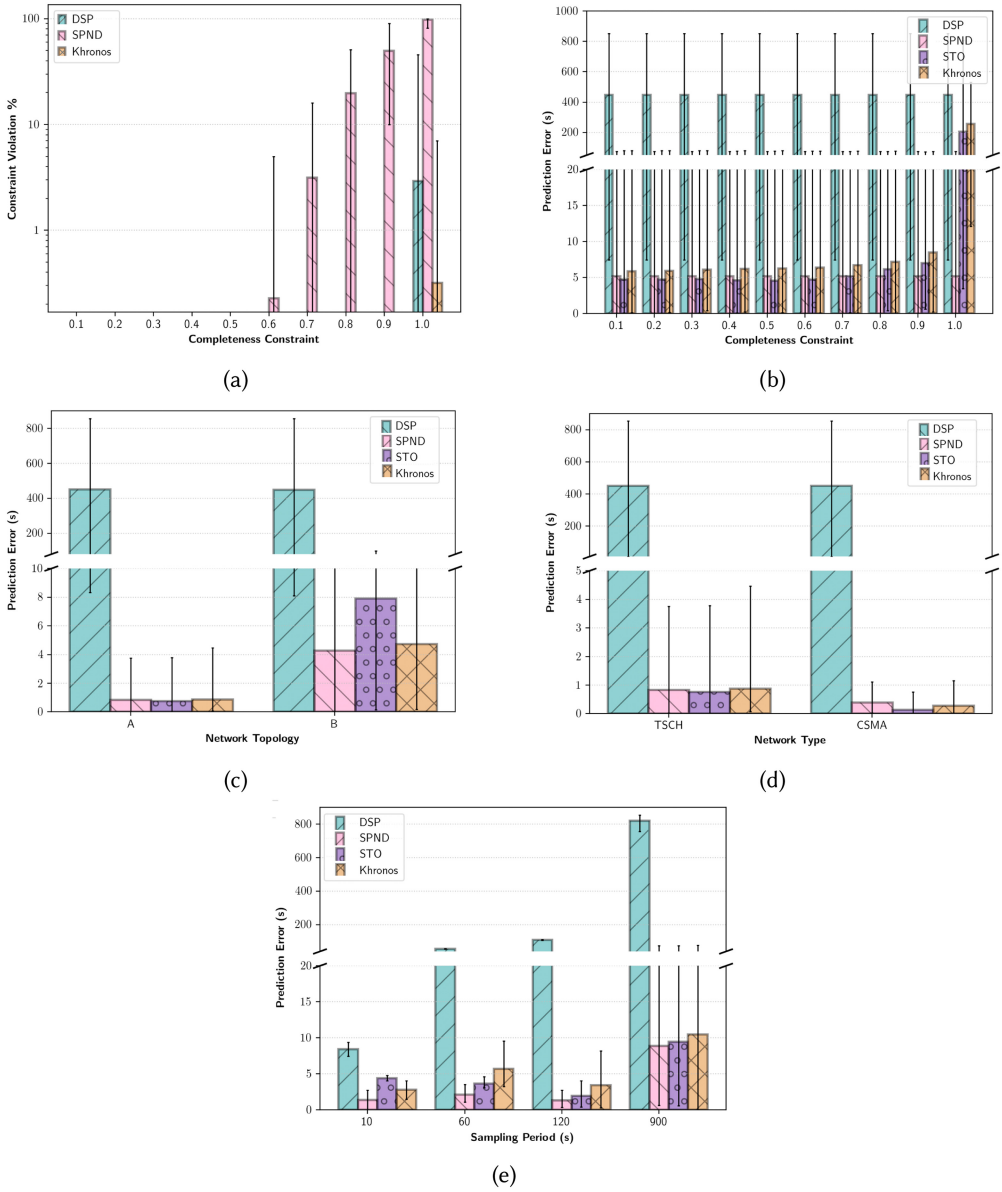 100
10
1
Constraint Violation %
DSP
SPND
Khronos
0.1 0.2 0.3 0.4 0.5 0.6 0.7 0.8 0.9 1.0
Completeness Constraint
(a)
1000
800
600
400
200
20
15
10
5
0
Prediction Error (s)
DSP
SPND
STO
Khronos
0.1 0.2 0.3 0.4 0.5 0.6 0.7 0.8 0.9 1.0
Completeness Constraint
(b)
800
600
400
200
10
8
6
4
2
0
Prediction Error (s)
DSP
SPND
STO
Khronos
A B
Network Topology
(c)
800
600
400
200
5
4
3
2
1
0
Prediction Error (s)
DSP
SPND
STO
Khronos
TSCH CSMA
Network Type
(d)
800
600
400
200
20
15
10
5
0
Prediction Error (s)
DSP
SPND
STO
Khronos
10 60 120 900
Sampling Period (s)
(e)